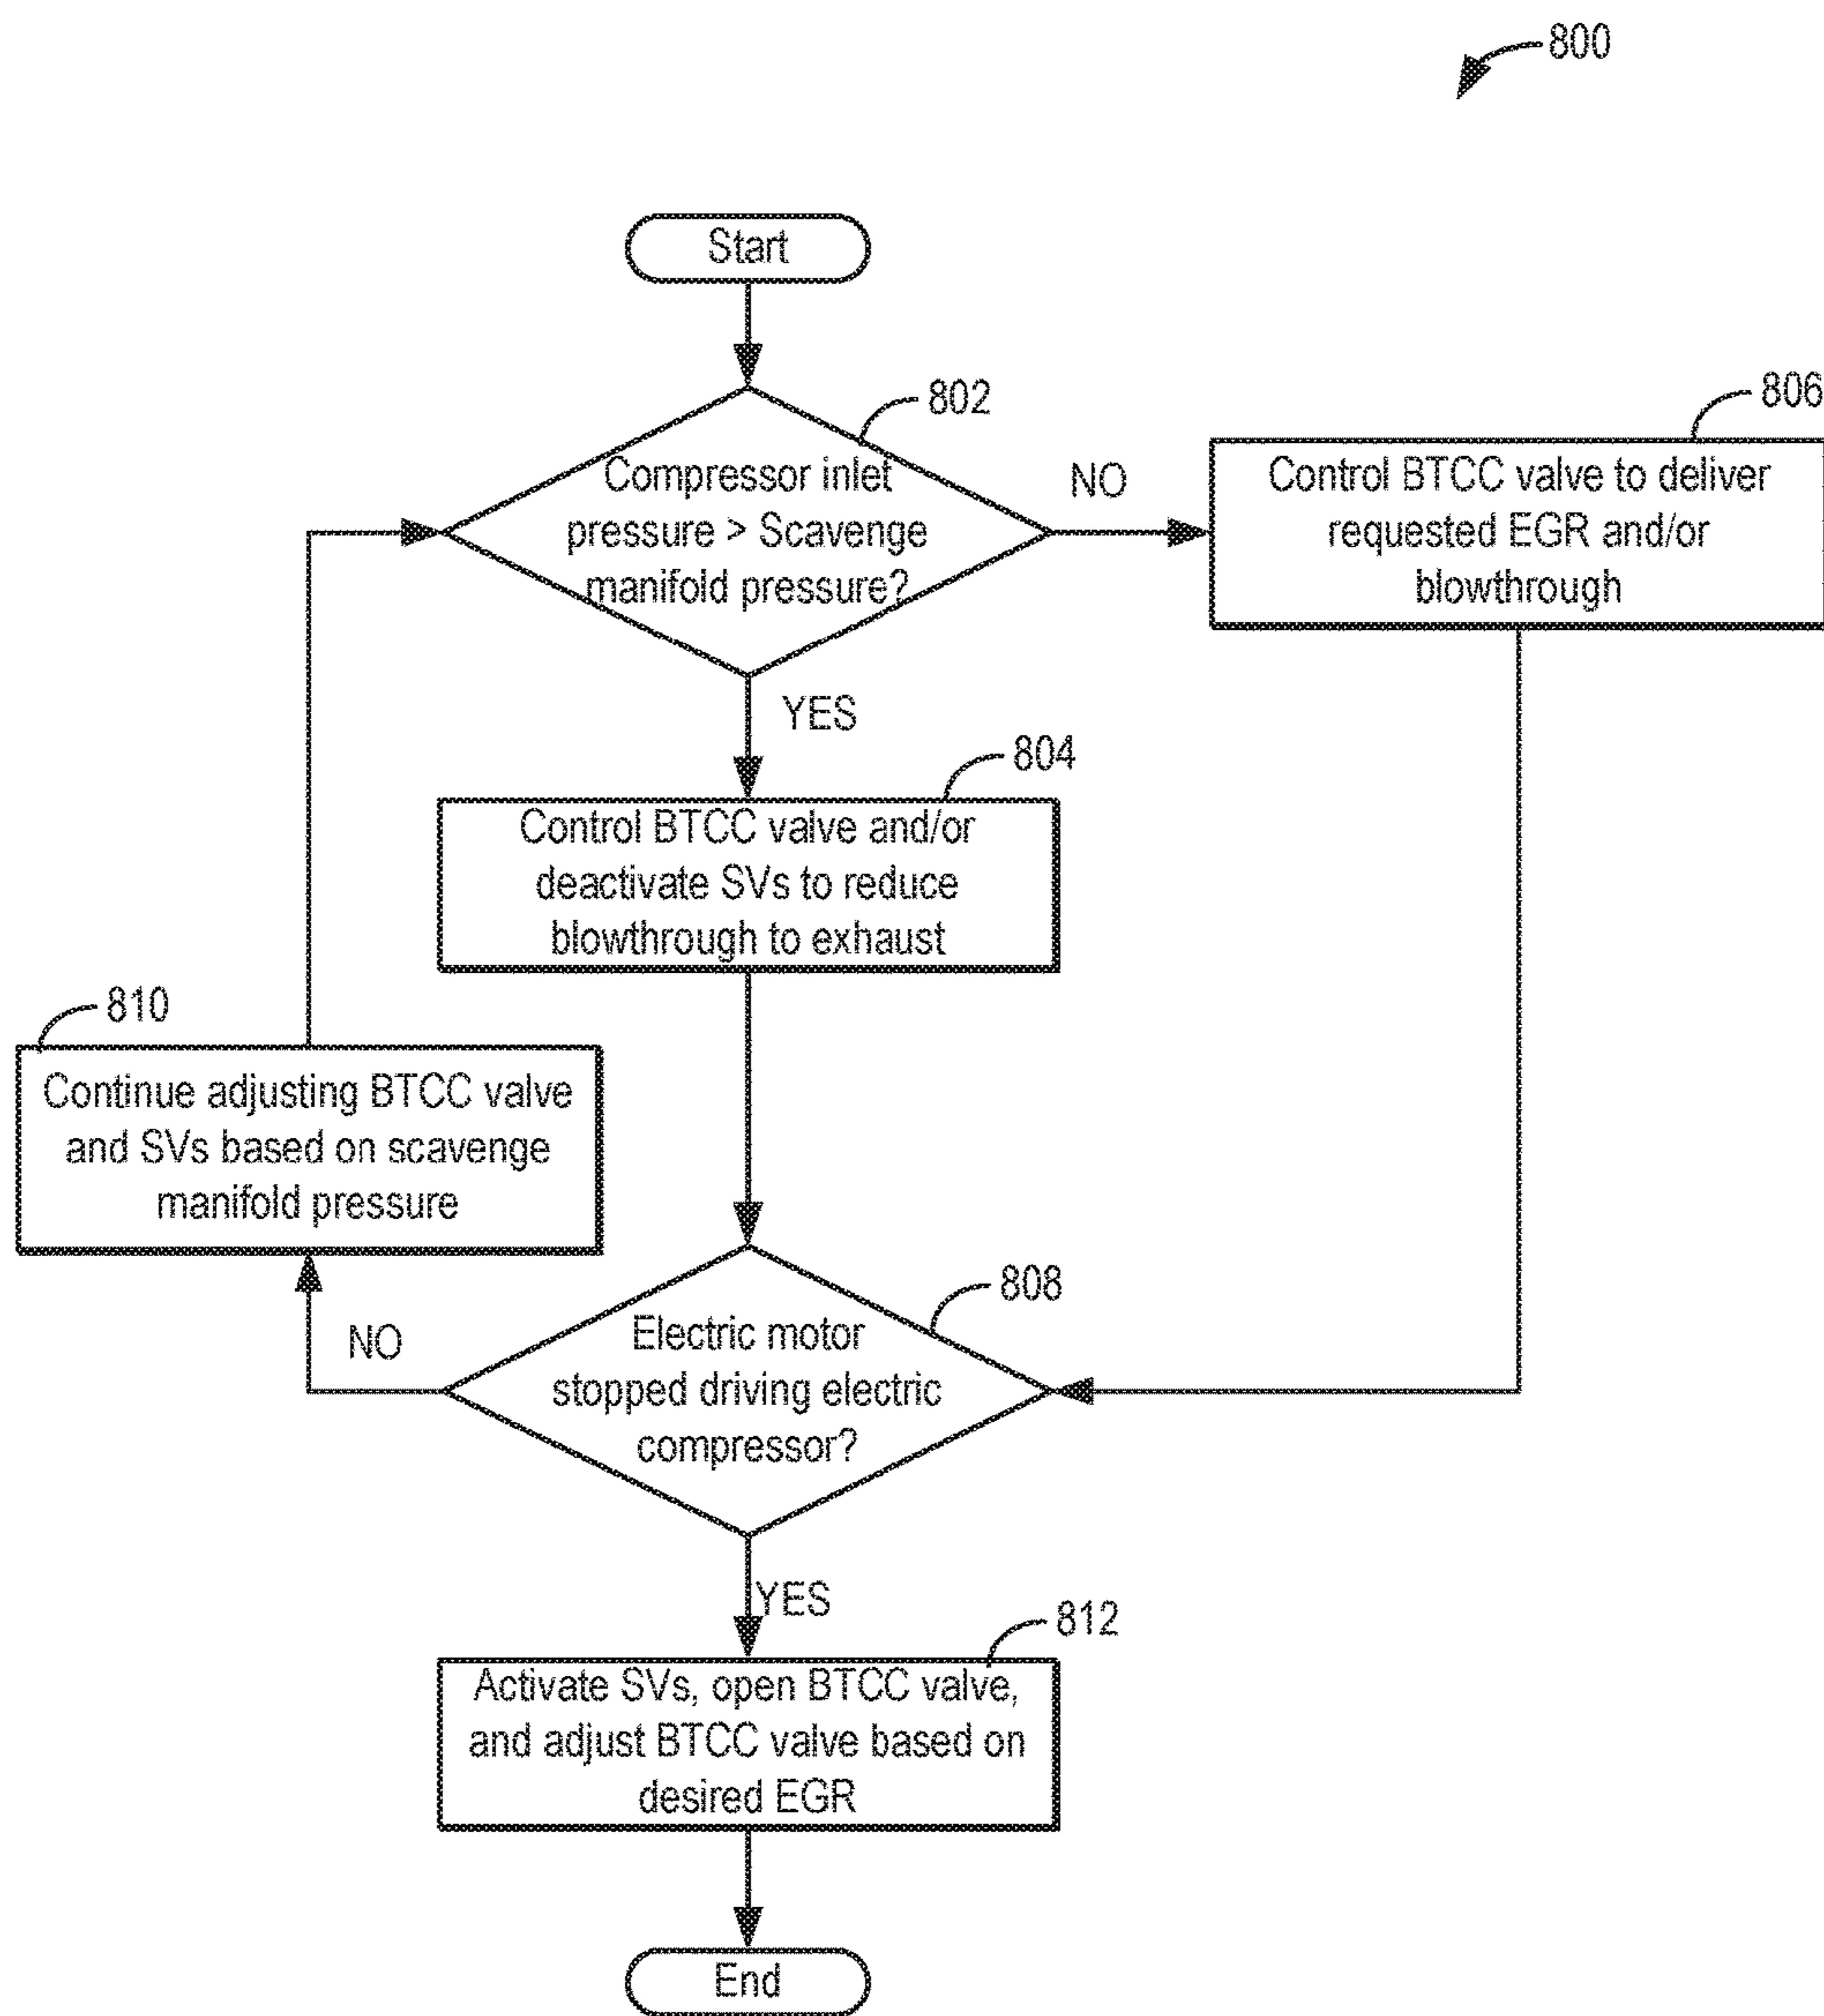 800
Start
802
Compressor inlet
pressure > Scavenge
manifold pressure?
NO
806
Control BTCC valve to deliver
requested EGR and/or
blowthrough
YES
804
Control BTCC valve and/or
deactivate SVs to reduce
blowthrough to exhaust
810
Continue adjusting BTCC valve
and SVs based on scavenge
manifold pressure
808
Electric motor
stopped driving electric
compressor?
NO
YES
812
Activate SVs, open BTCC valve,
and adjust BTCC valve based on
desired EGR
End